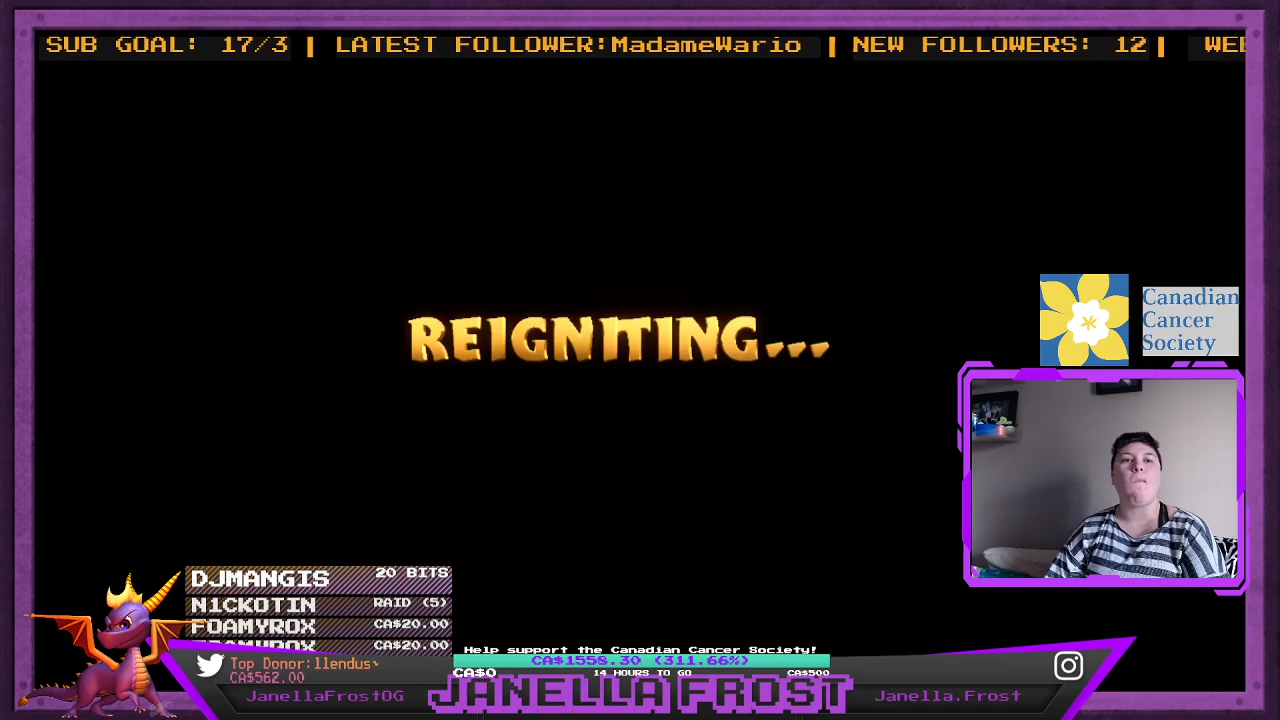 SUB GOAL: 17/3 | LATEST FOLLOWER:MadameWario | NEW FOLLOWERS: 12 |
REIGNITING...
Canadian
Cancer
Society
DJMANGIS 20 BITS
N1CKOTIN RAID (5)
FOAMYROX CA$20.00
FOAMYROX CA$20.00
Help support the Canadian Cancer Society!
CA$1558.30 (311.66%)
CA$0 14 HOURS TO GO CA$500
Top Donor:llendus
CA$562.00
JanellaFrostOG
JANELLA FROST
Janella.Frost